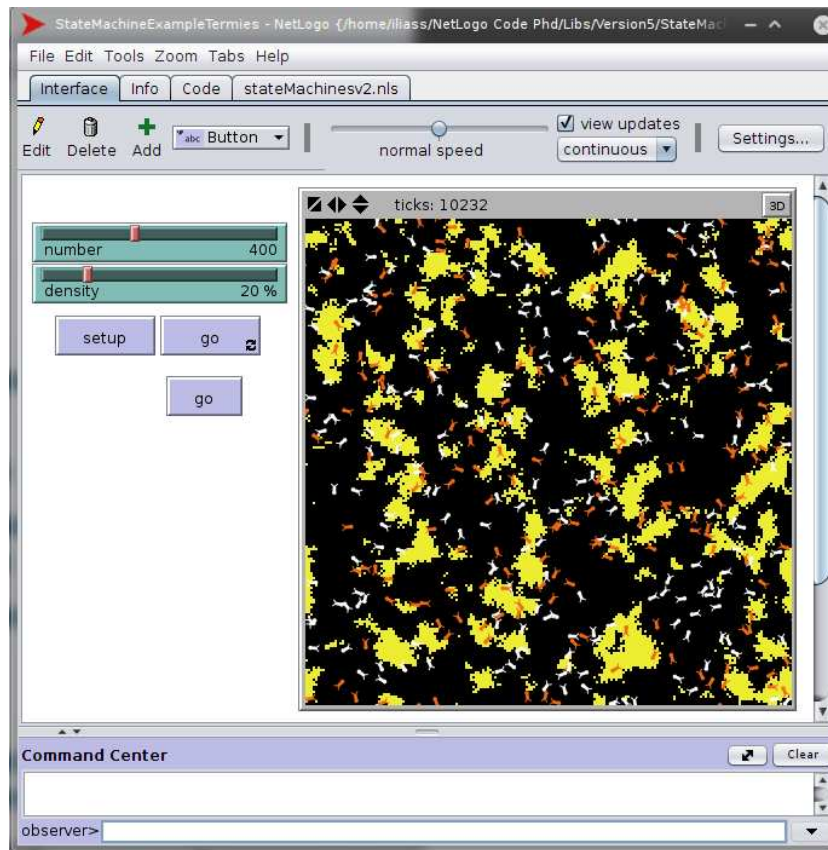 StateMachineExampleTermies - NetLogo {/home/iliass/NetLogo Code Phd/Libs/Version5/StateMac
File Edit Tools Zoom Tabs Help
Interface Info Code stateMachinesv2.nls
Edit Delete Add abc Button normal speed view updates continuous Settings...
ticks: 10232 3D
number 400
density 20 %
setup go
go
Command Center Clear
observer>